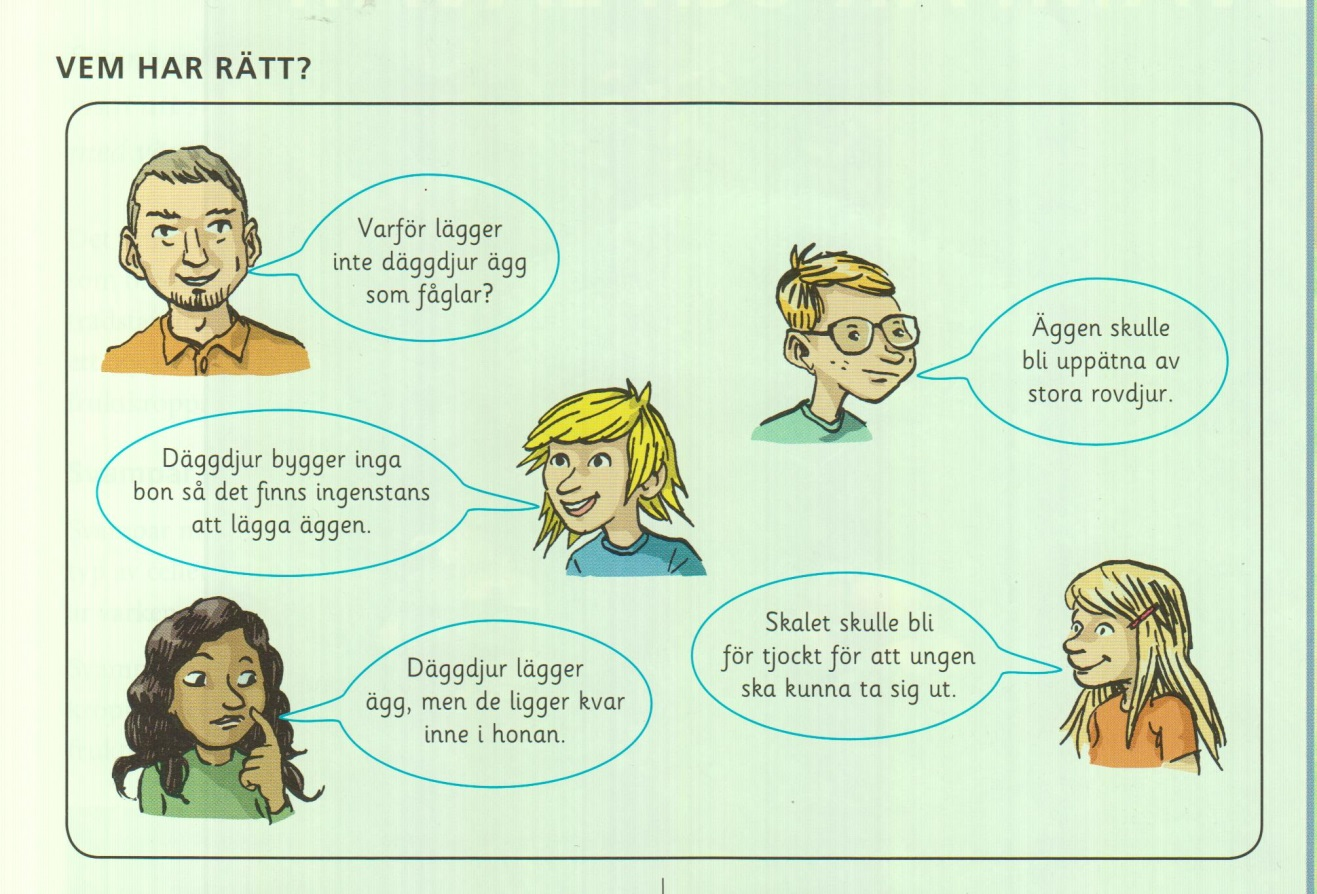 VEM HAR RÄTT?
Varför lägger
inte däggdjur ägg
som fåglar?
Äggen skulle
bli uppätna av
stora rovdjur.
Däggdjur bygger inga
bon så det finns ingenstans
att lägga äggen.
Skalet skulle bli
för tjockt för att ungen
ska kunna ta sig ut.
Däggdjur lägger
ägg, men de ligger kvar
inne i honan.